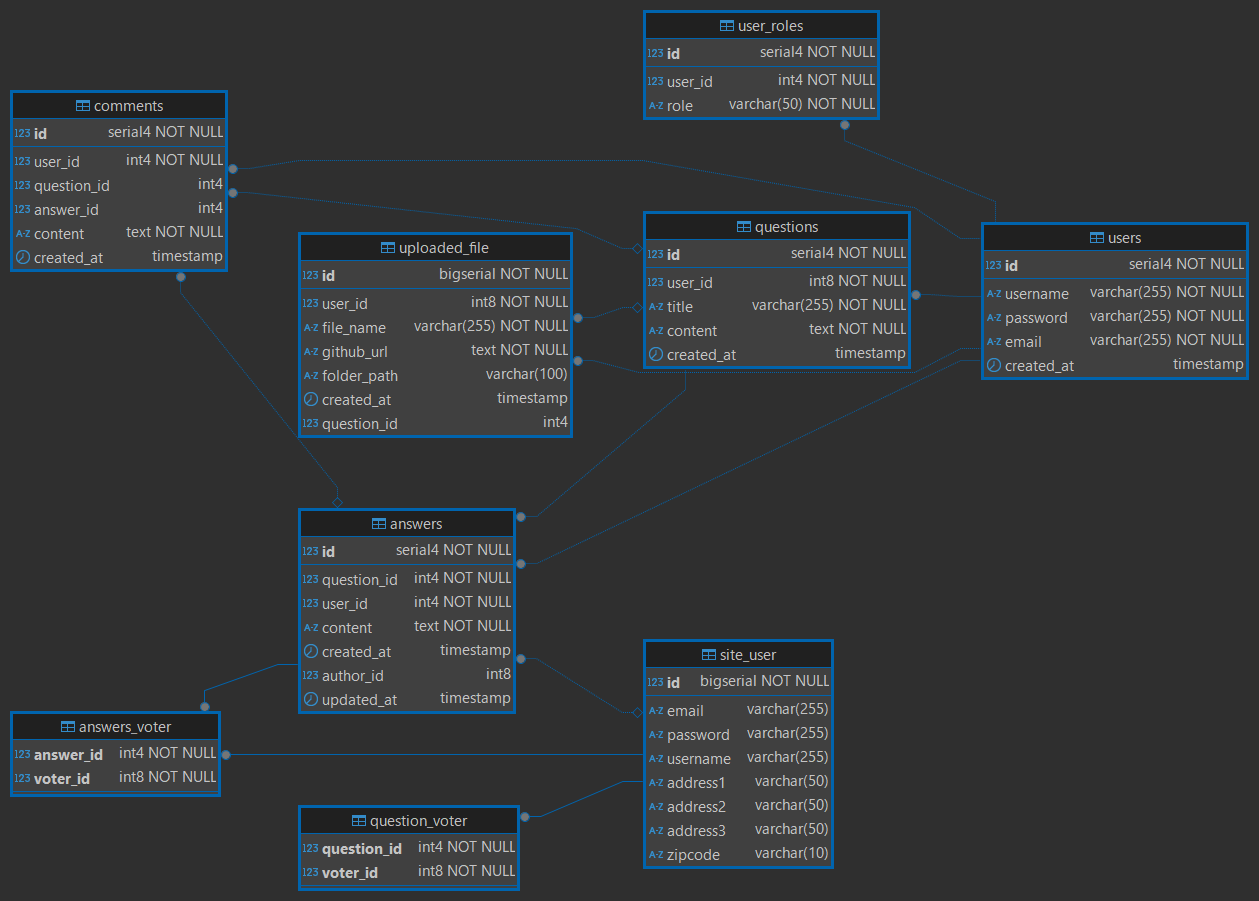 user_roles
123 id serial4 NOT NULL
123 user_id int4 NOT NULL
A-Z role varchar(50) NOT NULL
comments
123 id serial4 NOT NULL
123 user_id int4 NOT NULL
123 question_id int4
123 answer_id int4
A-Z content text NOT NULL
created_at timestamp
uploaded_file
123 id bigserial NOT NULL
123 user_id int8 NOT NULL
A-Z file_name varchar(255) NOT NULL
A-Z github_url text NOT NULL
A-Z folder_path varchar(100)
created_at timestamp
123 question_id int4
questions
123 id serial4 NOT NULL
123 user_id int8 NOT NULL
A-Z title varchar(255) NOT NULL
A-Z content text NOT NULL
created_at timestamp
users
123 id serial4 NOT NULL
A-Z username varchar(255) NOT NULL
A-Z password varchar(255) NOT NULL
A-Z email varchar(255) NOT NULL
created_at timestamp
answers
123 id serial4 NOT NULL
123 question_id int4 NOT NULL
123 user_id int4 NOT NULL
A-Z content text NOT NULL
created_at timestamp
123 author_id int8
updated_at timestamp
site_user
123 id bigserial NOT NULL
A-Z email varchar(255)
A-Z password varchar(255)
A-Z username varchar(255)
A-Z address1 varchar(50)
A-Z address2 varchar(50)
A-Z address3 varchar(50)
A-Z zipcode varchar(10)
answers_voter
123 answer_id int4 NOT NULL
123 voter_id int8 NOT NULL
question_voter
123 question_id int4 NOT NULL
123 voter_id int8 NOT NULL